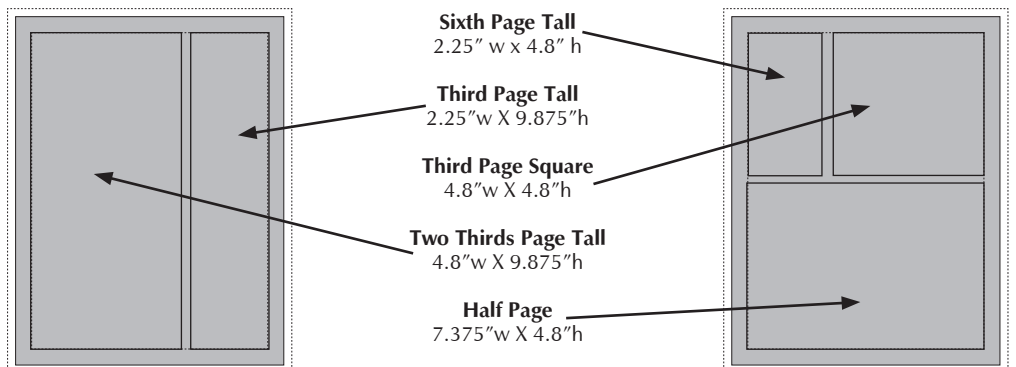 Sixth Page Tall
2.25″ w x 4.8″ h
Third Page Tall
2.25″w X 9.875″h
Third Page Square
4.8″w X 4.8″h
Two Thirds Page Tall
4.8″w X 9.875″h
Half Page
7.375″w X 4.8″h